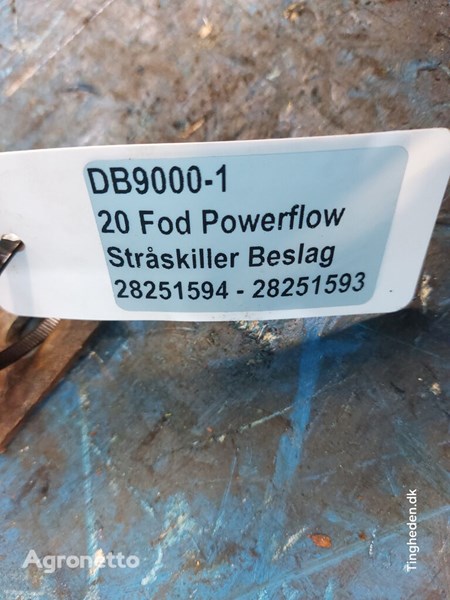 DB9000-1
20 Fod Powerflow
Stråskiller Beslag
28251594 - 28251593
Tingheden.dk
Agronetto